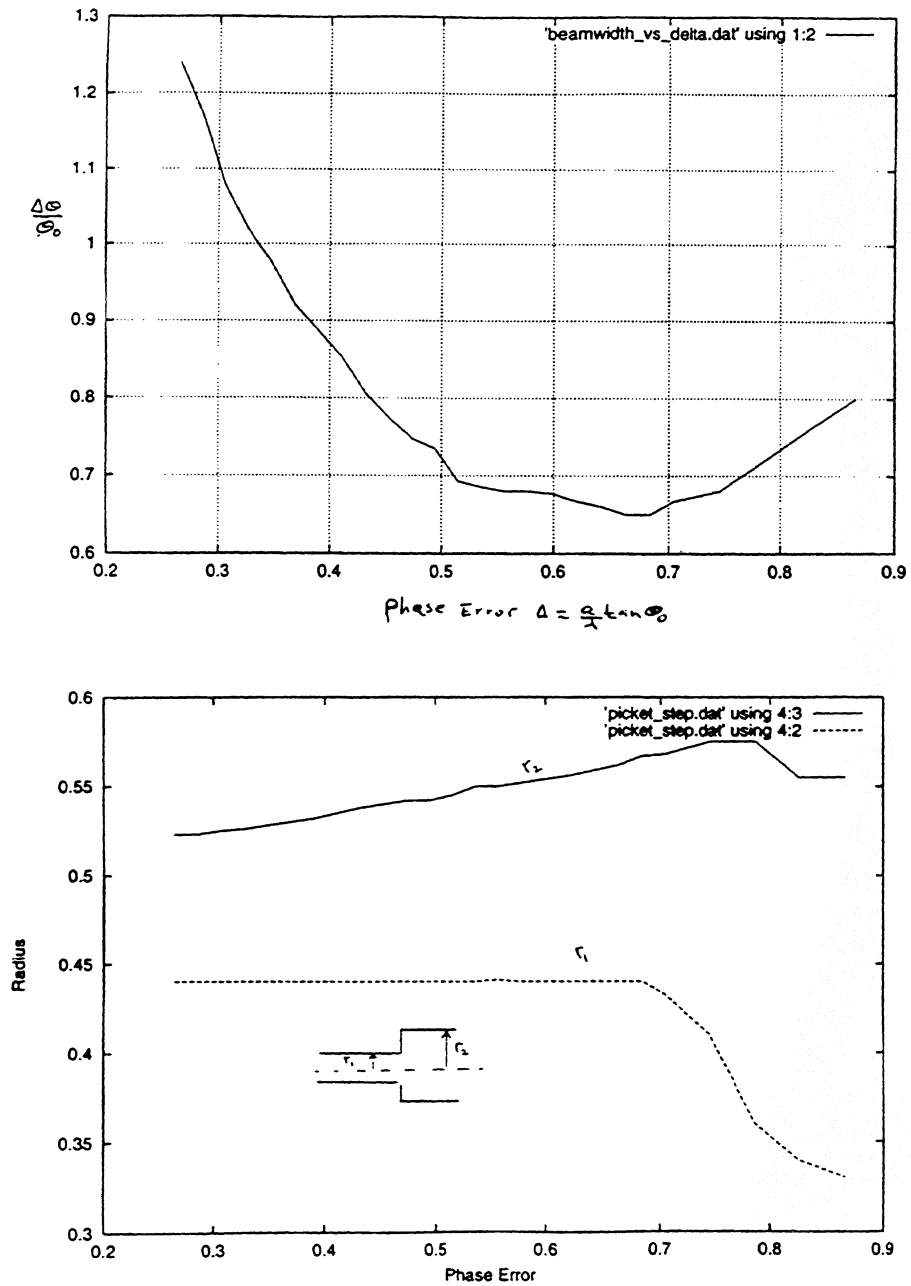 1.3
'beamwidth_vs_delta.dat' using 1:2
1.2
1.1
1
0.9
0.8
0.7
0.6
Δθ
θ₀
0.2 0.3 0.4 0.5 0.6 0.7 0.8 0.9
Phase Error Δ = a/λ tan θ₀
0.6
'picket_step.dat' using 4:3
'picket_step.dat' using 4:2
r₂
0.55
0.5
r₁
0.45
Radius
r₁
r₂
0.4
0.35
0.3
0.2 0.3 0.4 0.5 0.6 0.7 0.8 0.9
Phase Error